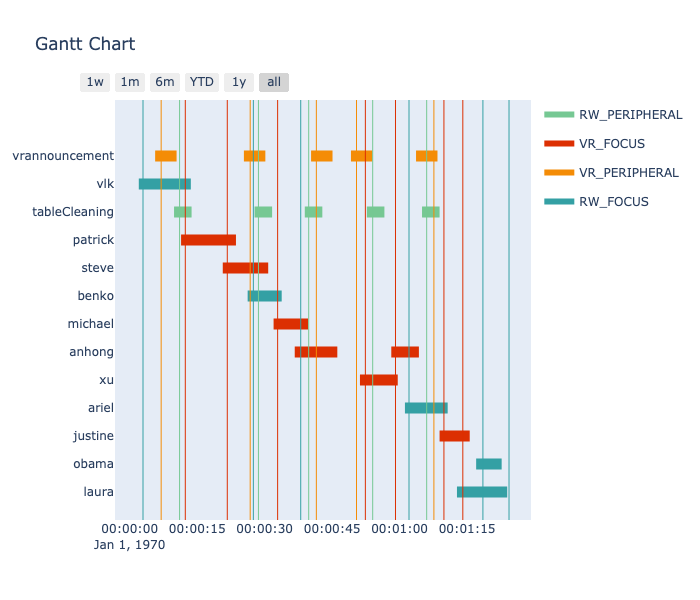 Gantt Chart
1w 1m 6m YTD 1y all
RW_PERIPHERAL
VR_FOCUS
VR_PERIPHERAL
RW_FOCUS
vrannouncement
vlk
tableCleaning
patrick
steve
benko
michael
anhong
xu
ariel
justine
obama
laura
00:00:00 00:00:15 00:00:30 00:00:45 00:01:00 00:01:15
Jan 1, 1970